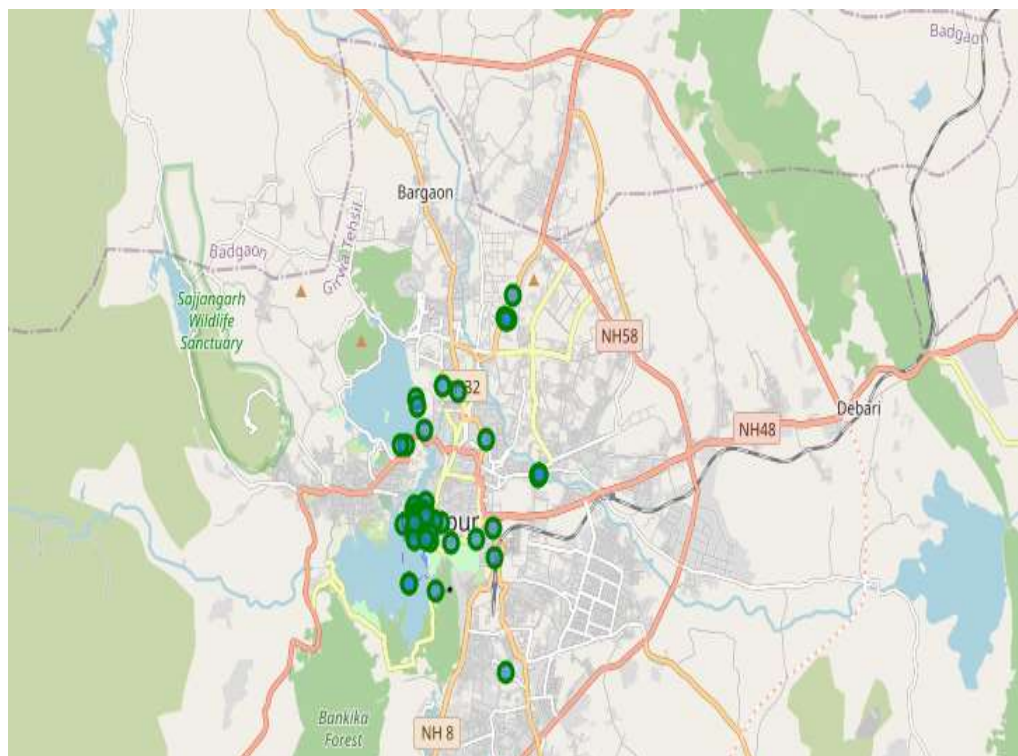 Badgaon
Bargaon
Girwa Tehsil
Badgaon
Sajjangarh
Wildlife
Sanctuary
NH58
32
Debari
NH48
pur
Bankika
Forest
NH 8